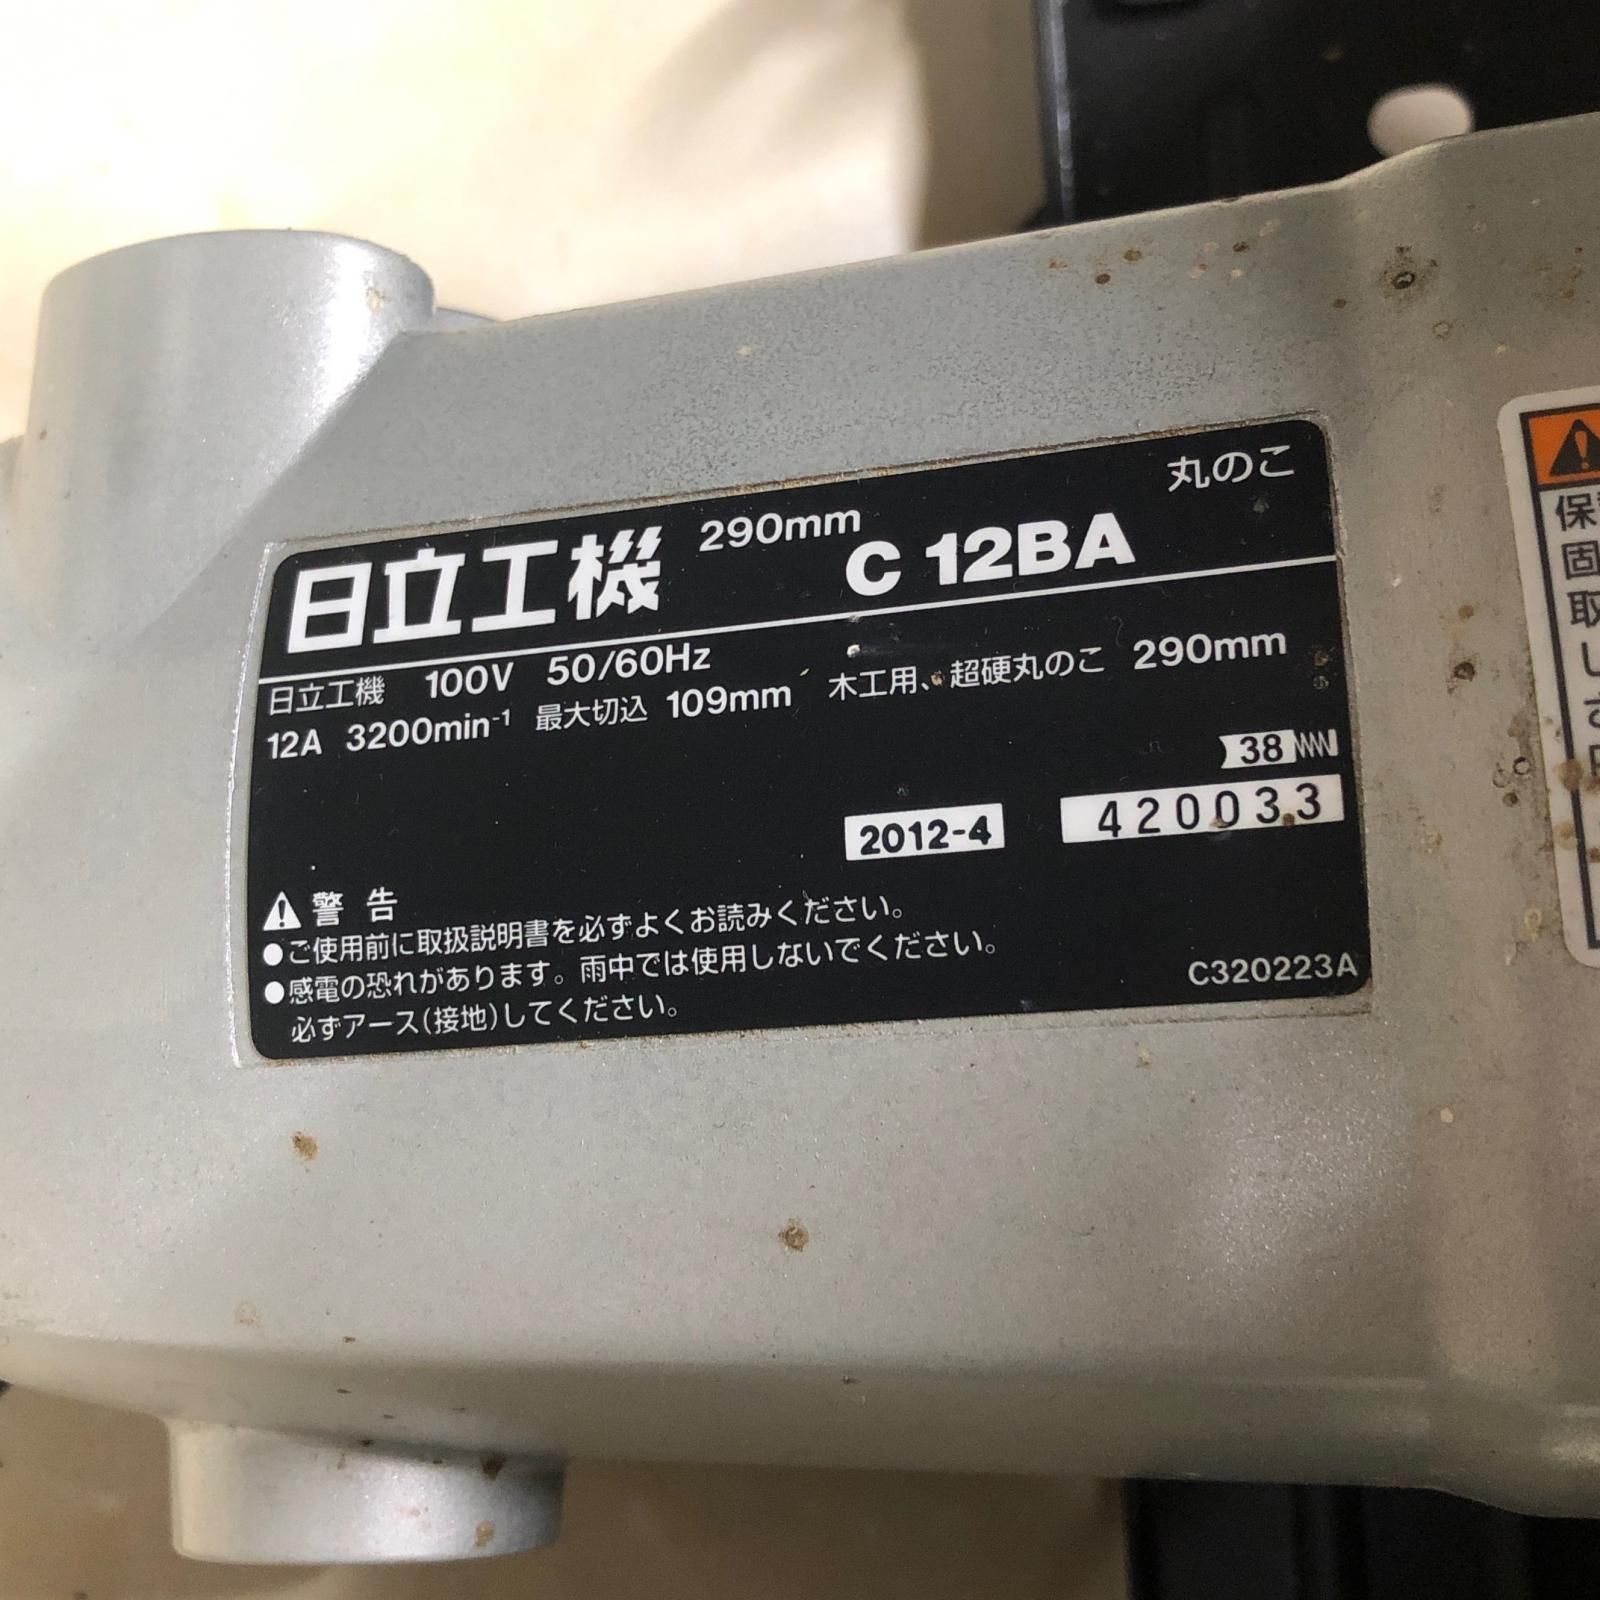 丸のこ
日立工機 290mm C 12BA
日立工機 100V 50/60Hz
12A 3200min⁻¹ 最大切込 109mm 木工用、超硬丸のこ 290mm
38
2012-4 420033
警告
●ご使用前に取扱説明書を必ずよくお読みください。
●感電の恐れがあります。雨中では使用しないでください。
必ずアース(接地)してください。
C320223A
保
固
取
し
さ